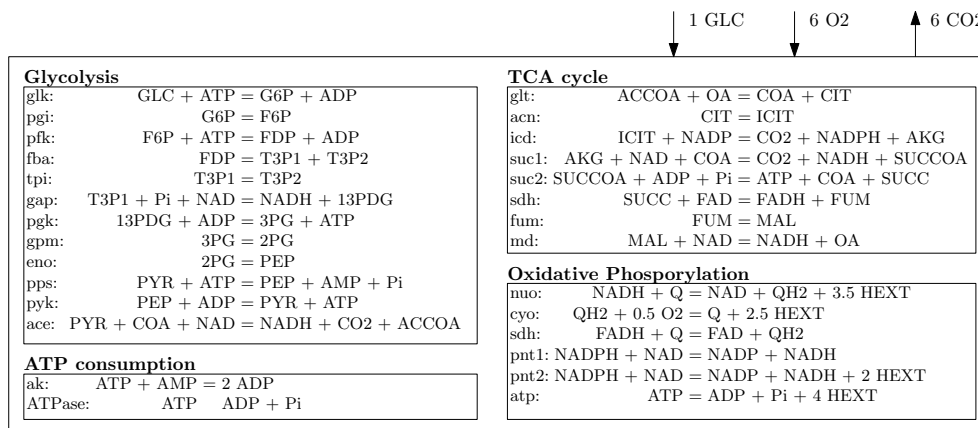 1 GLC
6 O2
6 CO2
Glycolysis
glk: GLC + ATP = G6P + ADP
pgi: G6P = F6P
pfk: F6P + ATP = FDP + ADP
fba: FDP = T3P1 + T3P2
tpi: T3P1 = T3P2
gap: T3P1 + Pi + NAD = NADH + 13PDG
pgk: 13PDG + ADP = 3PG + ATP
gpm: 3PG = 2PG
eno: 2PG = PEP
pps: PYR + ATP = PEP + AMP + Pi
pyk: PEP + ADP = PYR + ATP
ace: PYR + COA + NAD = NADH + CO2 + ACCOA
ATP consumption
ak: ATP + AMP = 2 ADP
ATPase: ATP ADP + Pi
TCA cycle
glt: ACCOA + OA = COA + CIT
acn: CIT = ICIT
icd: ICIT + NADP = CO2 + NADPH + AKG
suc1: AKG + NAD + COA = CO2 + NADH + SUCCOA
suc2: SUCCOA + ADP + Pi = ATP + COA + SUCC
sdh: SUCC + FAD = FADH + FUM
fum: FUM = MAL
md: MAL + NAD = NADH + OA
Oxidative Phosporylation
nuo: NADH + Q = NAD + QH2 + 3.5 HEXT
cyo: QH2 + 0.5 O2 = Q + 2.5 HEXT
sdh: FADH + Q = FAD + QH2
pnt1: NADPH + NAD = NADP + NADH
pnt2: NADPH + NAD = NADP + NADH + 2 HEXT
atp: ATP = ADP + Pi + 4 HEXT